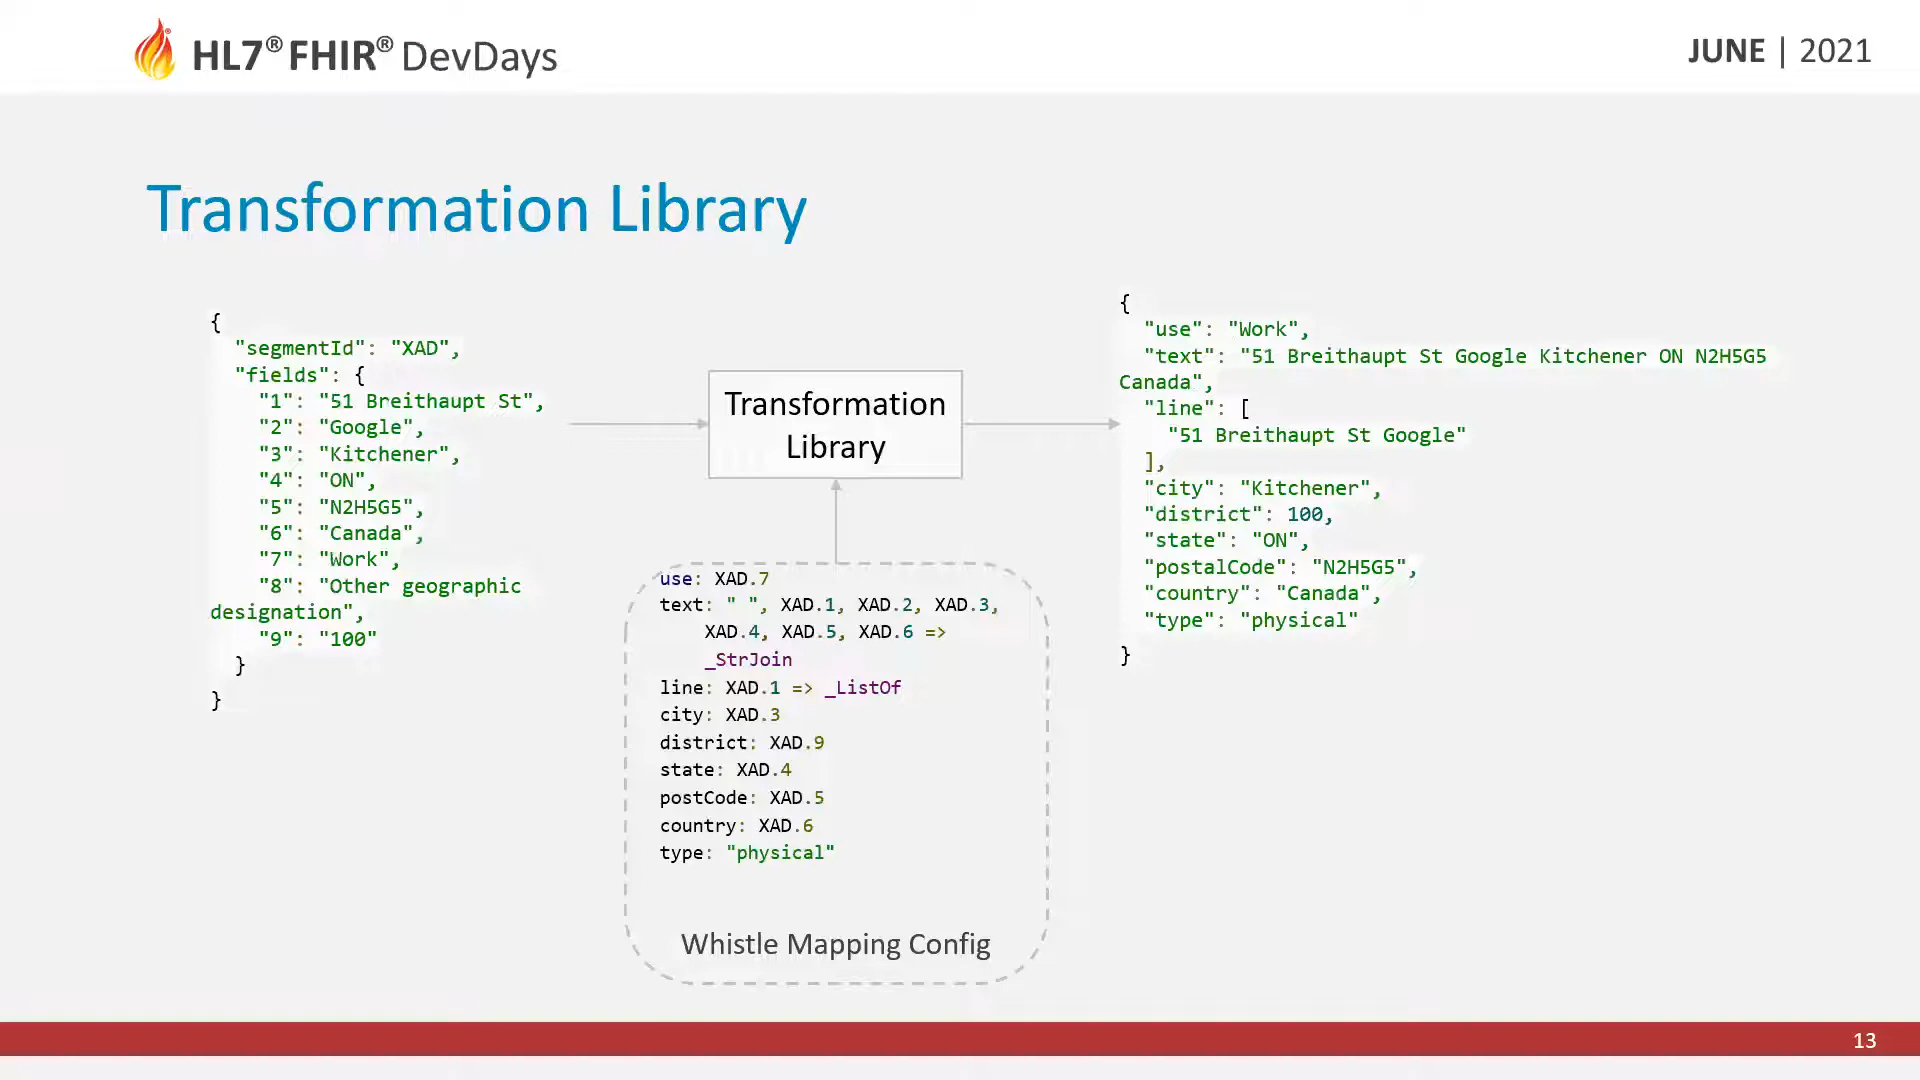 HL7® FHIR® DevDays
JUNE | 2021
Transformation Library
{
"segmentId": "XAD",
"fields": {
"1": "51 Breithaupt St",
"2": "Google",
"3": "Kitchener",
"4": "ON",
"5": "N2H5G5",
"6": "Canada",
"7": "Work",
"8": "Other geographic
designation",
"9": "100"
}
}
Transformation
Library
use: XAD.7
text: " ", XAD.1, XAD.2, XAD.3,
XAD.4, XAD.5, XAD.6 =>
_StrJoin
line: XAD.1 => _ListOf
city: XAD.3
district: XAD.9
state: XAD.4
postCode: XAD.5
country: XAD.6
type: "physical"
Whistle Mapping Config
{
"use": "Work",
"text": "51 Breithaupt St Google Kitchener ON N2H5G5
Canada",
"line": [
"51 Breithaupt St Google"
],
"city": "Kitchener",
"district": 100,
"state": "ON",
"postalCode": "N2H5G5",
"country": "Canada",
"type": "physical"
}
13